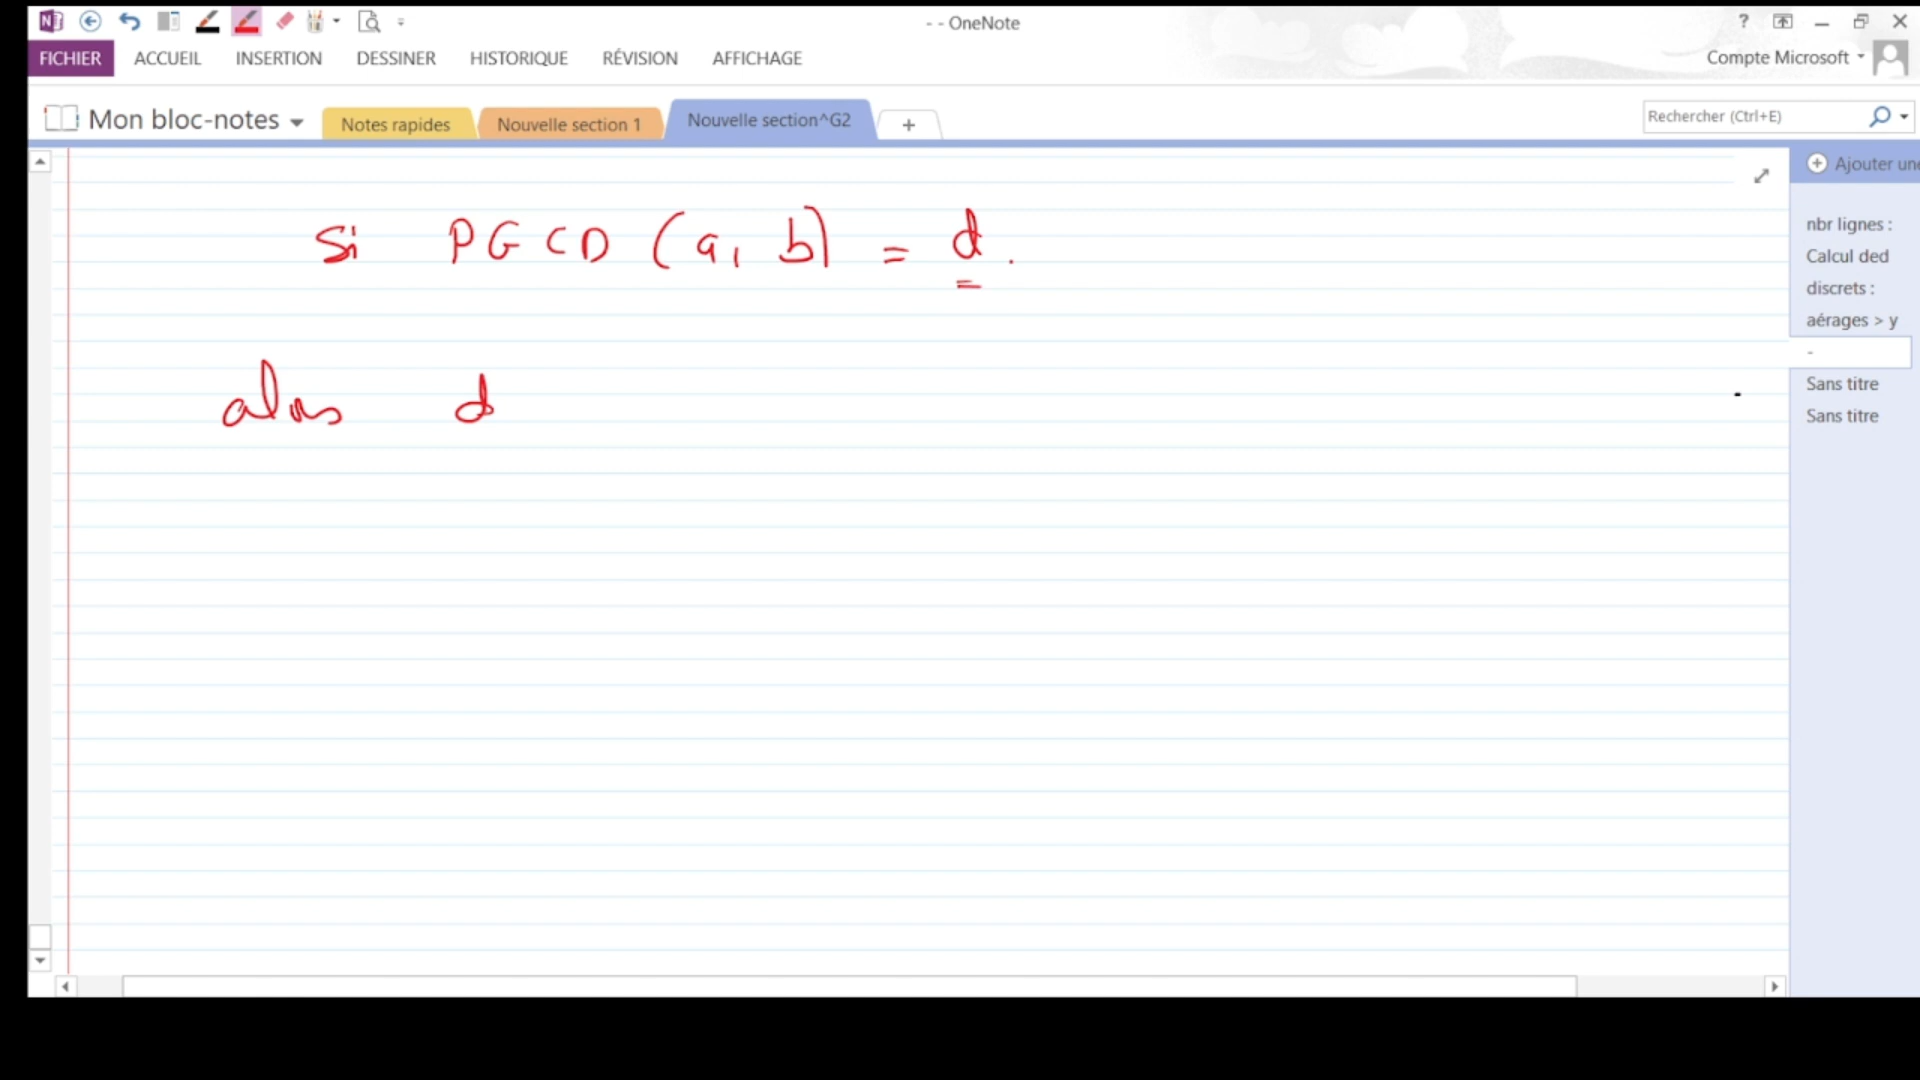 - - OneNote
?
FICHIER ACCUEIL INSERTION DESSINER HISTORIQUE RÉVISION AFFICHAGE
Compte Microsoft
Mon bloc-notes
Notes rapides
Nouvelle section 1
Nouvelle section^G2
+
Rechercher (Ctrl+E)
Ajouter une
Si PGCD (a, b) = d.
alors d
nbr lignes :
Calcul ded
discrets :
aérages > y
-
Sans titre
Sans titre